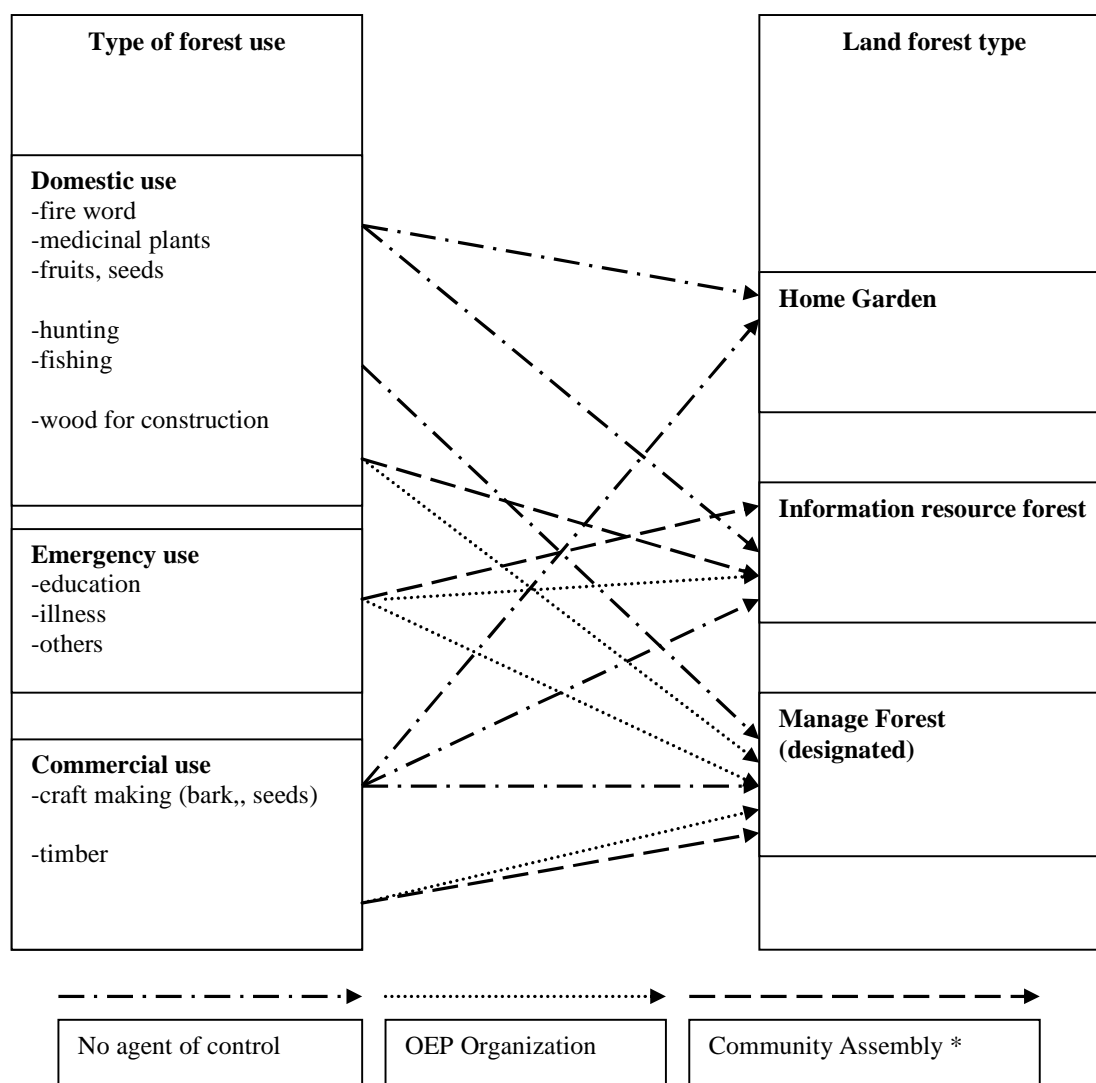 Type of forest use
Domestic use
-fire word
-medicinal plants
-fruits, seeds
-hunting
-fishing
-wood for construction
Emergency use
-education
-illness
-others
Commercial use
-craft making (bark,, seeds)
-timber
Land forest type
Home Garden
Information resource forest
Manage Forest
(designated)
No agent of control
OEP Organization
Community Assembly *